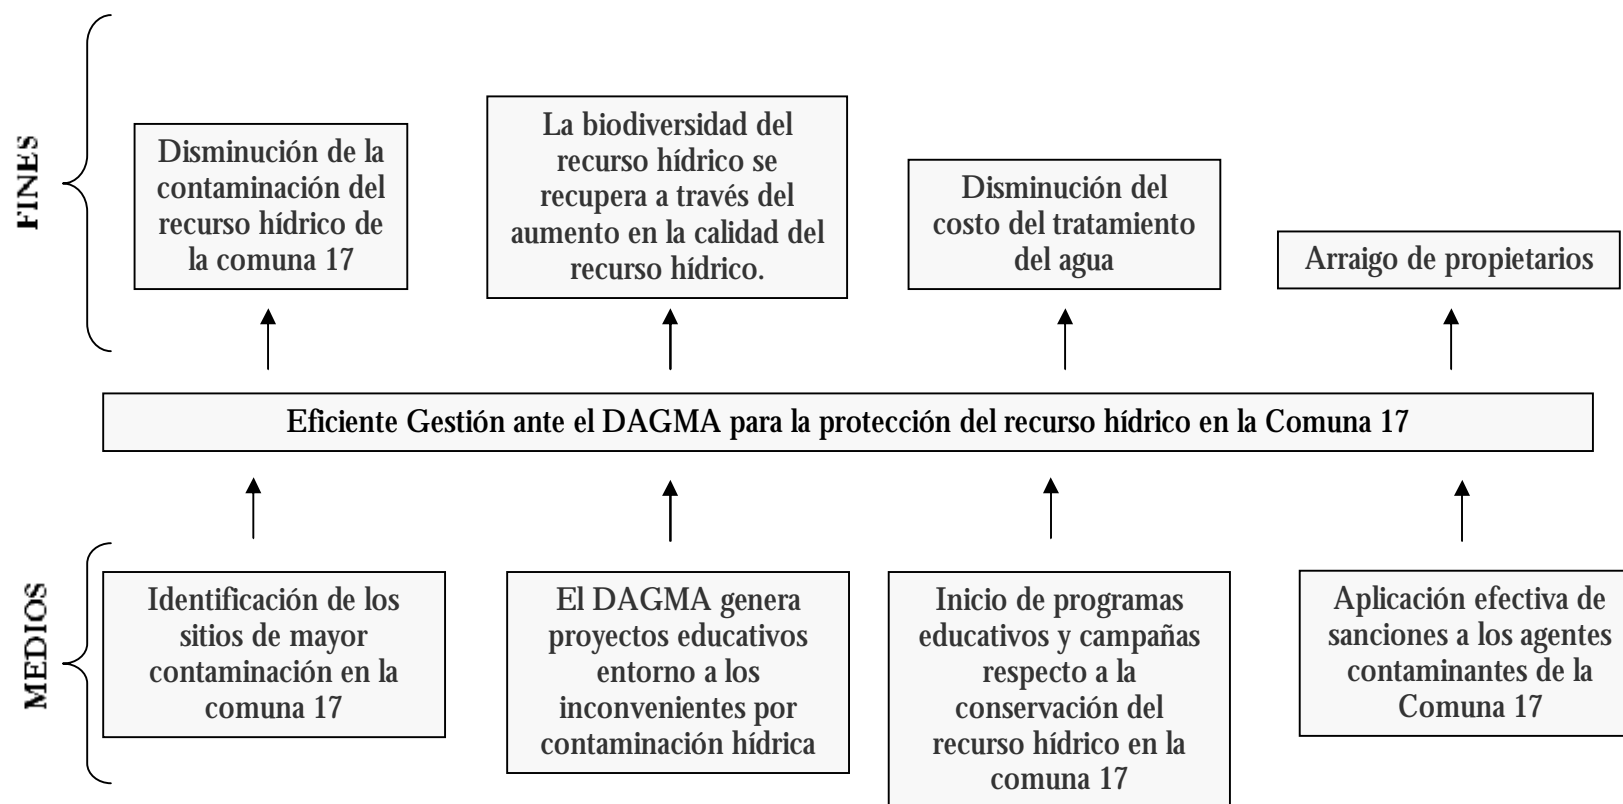 FINES
Disminución de la
contaminación del
recurso hídrico de
la comuna 17
La biodiversidad del
recurso hídrico se
recupera a través del
aumento en la calidad del
recurso hídrico.
Disminución del
costo del tratamiento
del agua
Arraigo de propietarios
Eficiente Gestión ante el DAGMA para la protección del recurso hídrico en la Comuna 17
MEDIOS
Identificación de los
sitios de mayor
contaminación en la
comuna 17
El DAGMA genera
proyectos educativos
entorno a los
inconvenientes por
contaminación hídrica
Inicio de programas
educativos y campañas
respecto a la
conservación del
recurso hídrico en la
comuna 17
Aplicación efectiva de
sanciones a los agentes
contaminantes de la
Comuna 17